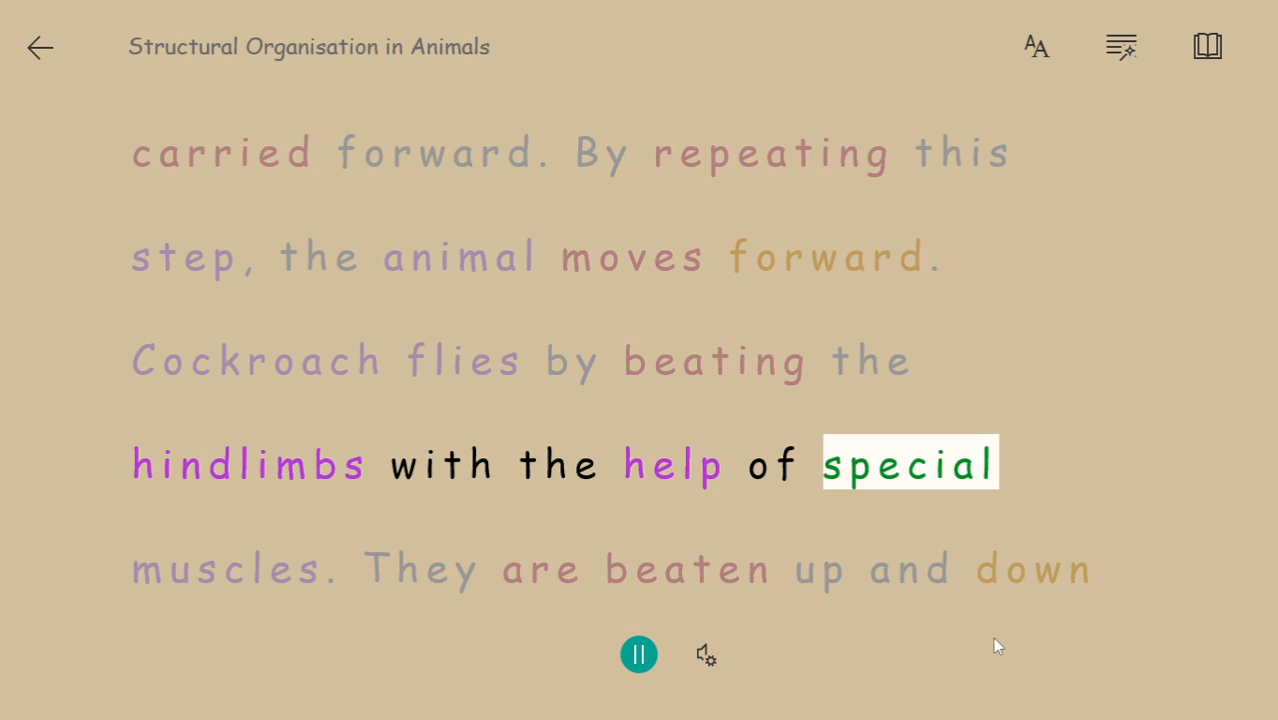 Structural Organisation in Animals
carried forward. By repeating this
step, the animal moves forward.
Cockroach flies by beating the
hindlimbs with the help of special
muscles. They are beaten up and down